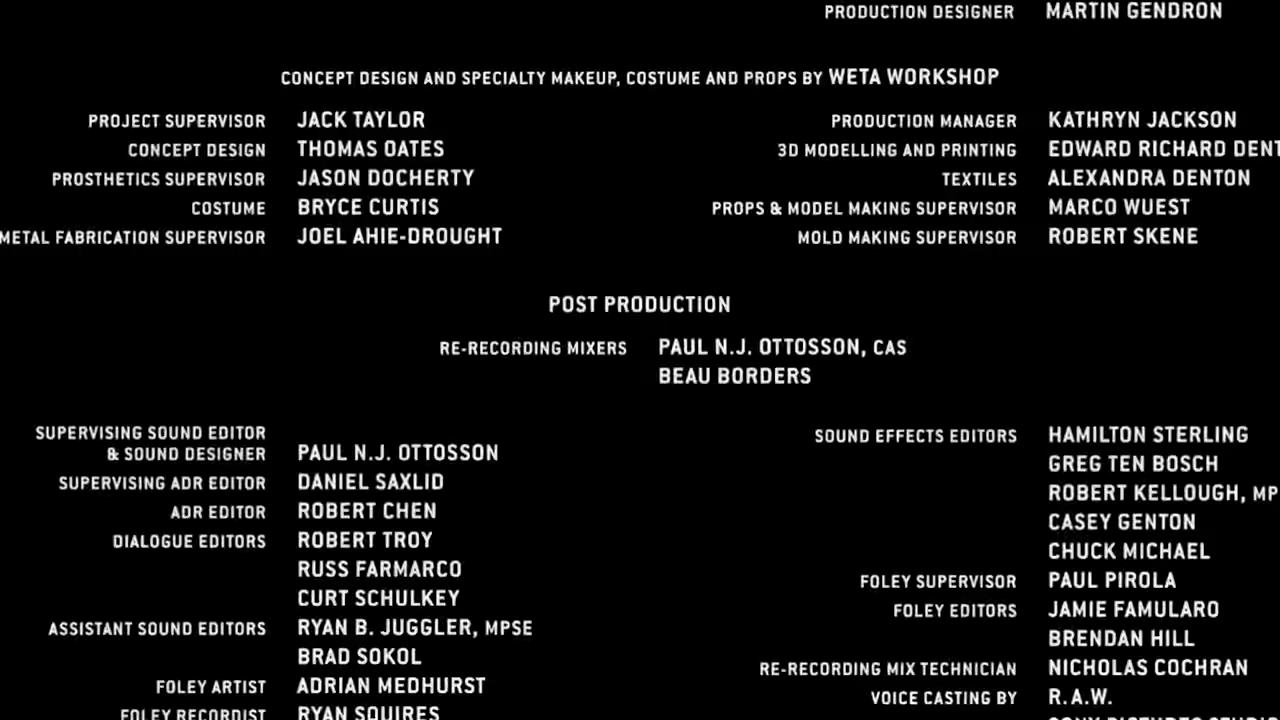 PRODUCTION DESIGNER MARTIN GENDRON
CONCEPT DESIGN AND SPECIALTY MAKEUP, COSTUME AND PROPS BY WETA WORKSHOP
PROJECT SUPERVISOR JACK TAYLOR
CONCEPT DESIGN THOMAS OATES
PROSTHETICS SUPERVISOR JASON DOCHERTY
COSTUME BRYCE CURTIS
METAL FABRICATION SUPERVISOR JOEL AHIE-DROUGHT
PRODUCTION MANAGER KATHRYN JACKSON
3D MODELLING AND PRINTING EDWARD RICHARD DENT
TEXTILES ALEXANDRA DENTON
PROPS & MODEL MAKING SUPERVISOR MARCO WUEST
MOLD MAKING SUPERVISOR ROBERT SKENE
POST PRODUCTION
RE-RECORDING MIXERS PAUL N.J. OTTOSSON, CAS
BEAU BORDERS
SUPERVISING SOUND EDITOR
& SOUND DESIGNER PAUL N.J. OTTOSSON
SUPERVISING ADR EDITOR DANIEL SAXLID
ADR EDITOR ROBERT CHEN
DIALOGUE EDITORS ROBERT TROY
RUSS FARMARCO
CURT SCHULKEY
ASSISTANT SOUND EDITORS RYAN B. JUGGLER, MPSE
BRAD SOKOL
FOLEY ARTIST ADRIAN MEDHURST
FOLEY RECORDIST RYAN SQUIRES
SOUND EFFECTS EDITORS HAMILTON STERLING
GREG TEN BOSCH
ROBERT KELLOUGH, MP
CASEY GENTON
CHUCK MICHAEL
FOLEY SUPERVISOR PAUL PIROLA
FOLEY EDITORS JAMIE FAMULARO
BRENDAN HILL
RE-RECORDING MIX TECHNICIAN NICHOLAS COCHRAN
VOICE CASTING BY R.A.W.